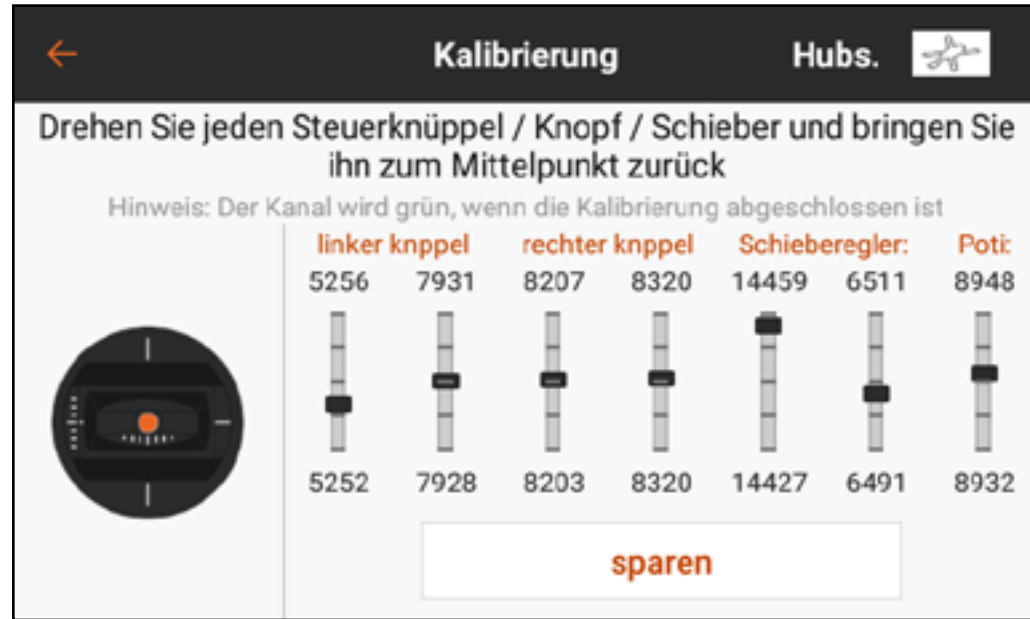 Kalibrierung Hubs.
Drehen Sie jeden Steuerknüppel / Knopf / Schieber und bringen Sie
ihn zum Mittelpunkt zurück
Hinweis: Der Kanal wird grün, wenn die Kalibrierung abgeschlossen ist
linker knppel rechter knppel Schieberegler: Poti:
5256 7931 8207 8320 14459 6511 8948
5252 7928 8203 8320 14427 6491 8932
sparen